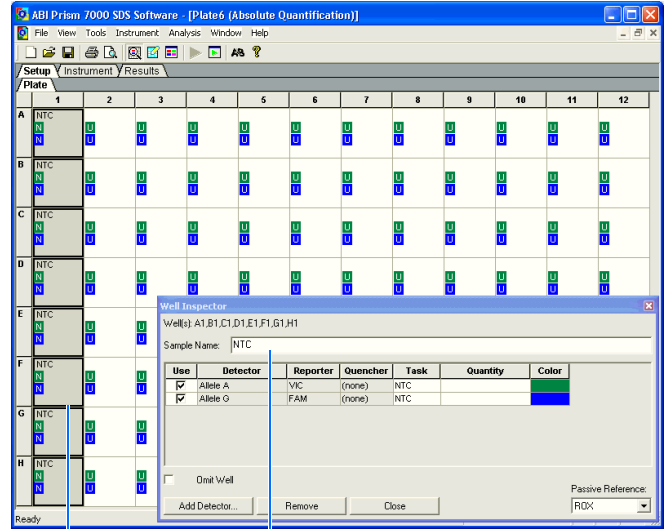 ABI Prism 7000 SDS Software - [Plate6 (Absolute Quantification)]
File View Tools Instrument Analysis Window Help
Setup Instrument Results
Plate
1 2 3 4 5 6 7 8 9 10 11 12
A NTC
N U U U U U U U U U U U
N U U U U U U U U U U U
B NTC
N U U U U U U U U U U U
N U U U U U U U U U U U
C NTC
N U U U U U U U U U U U
N U U U U U U U U U U U
D NTC
N U U U U U U U U U U U
N U U U U U U U U U U U
E NTC
N U U
N U U
F NTC
N U U
N U U
G NTC
N U U
N U U
H NTC
N U U
N U U
Well Inspector
Well(s): A1,B1,C1,D1,E1,F1,G1,H1
Sample Name: NTC
Use Detector Reporter Quencher Task Quantity Color
Allele A VIC (none) NTC
Allele G FAM (none) NTC
Omit Well
Passive Reference:
Add Detector... Remove Close ROX
Ready